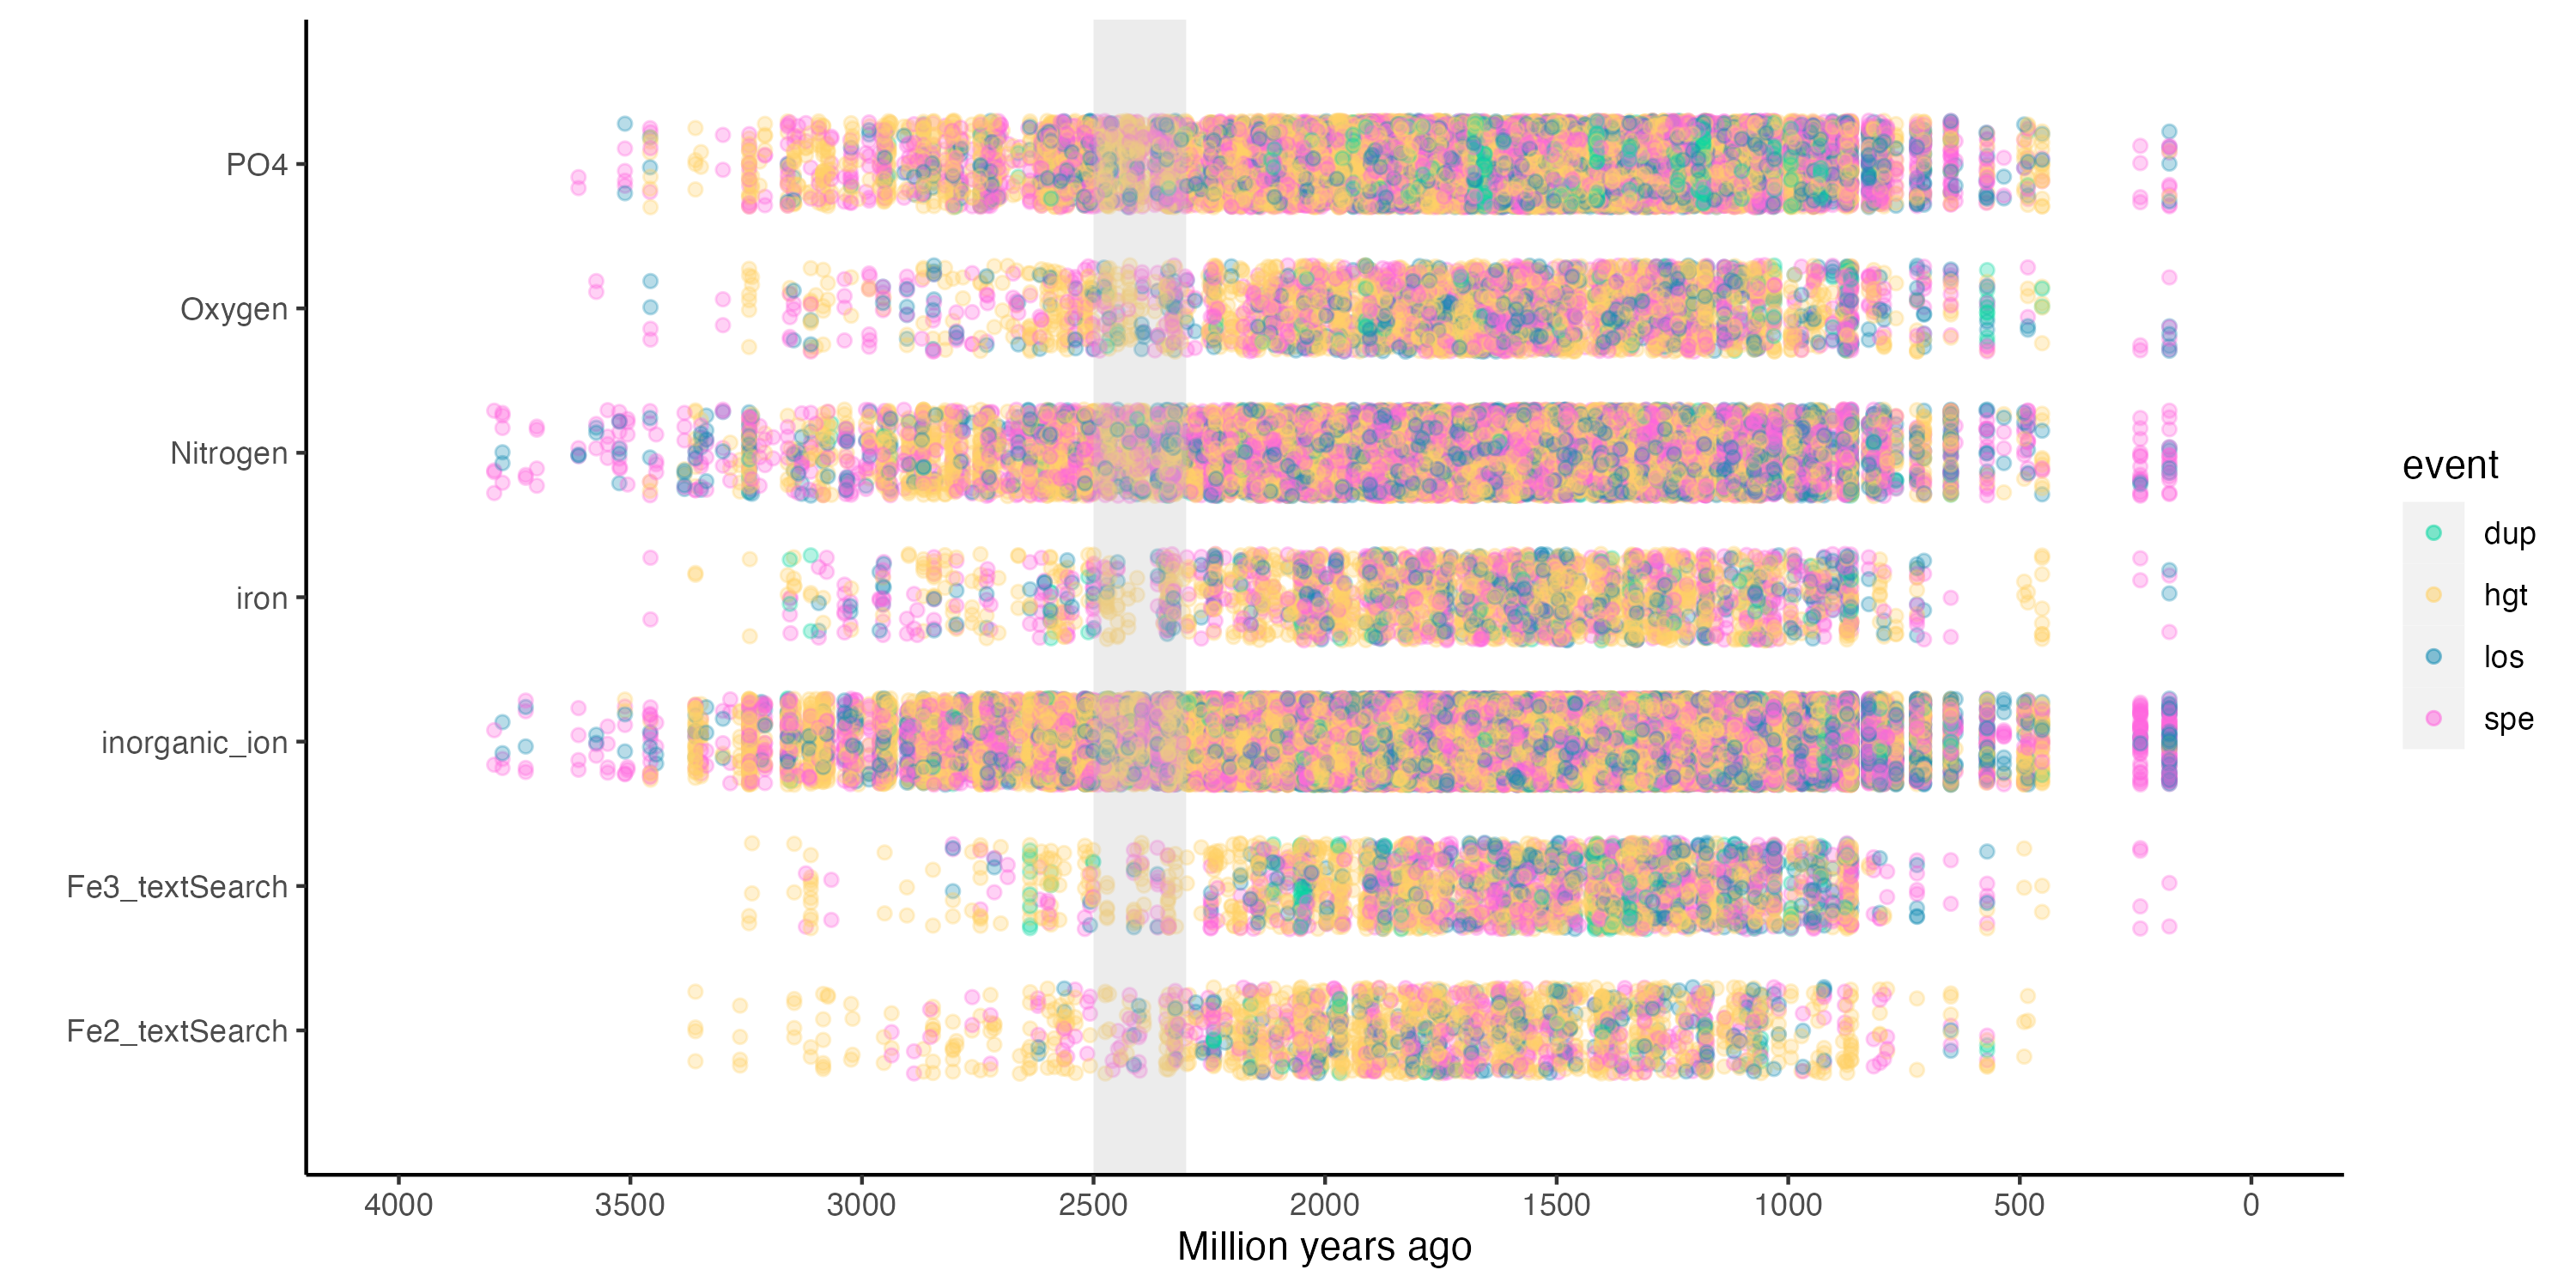 PO4
Oxygen
Nitrogen
iron
inorganic_ion
Fe3_textSearch
Fe2_textSearch
4000 3500 3000 2500 2000 1500 1000 500 0
Million years ago
event
dup
hgt
los
spe